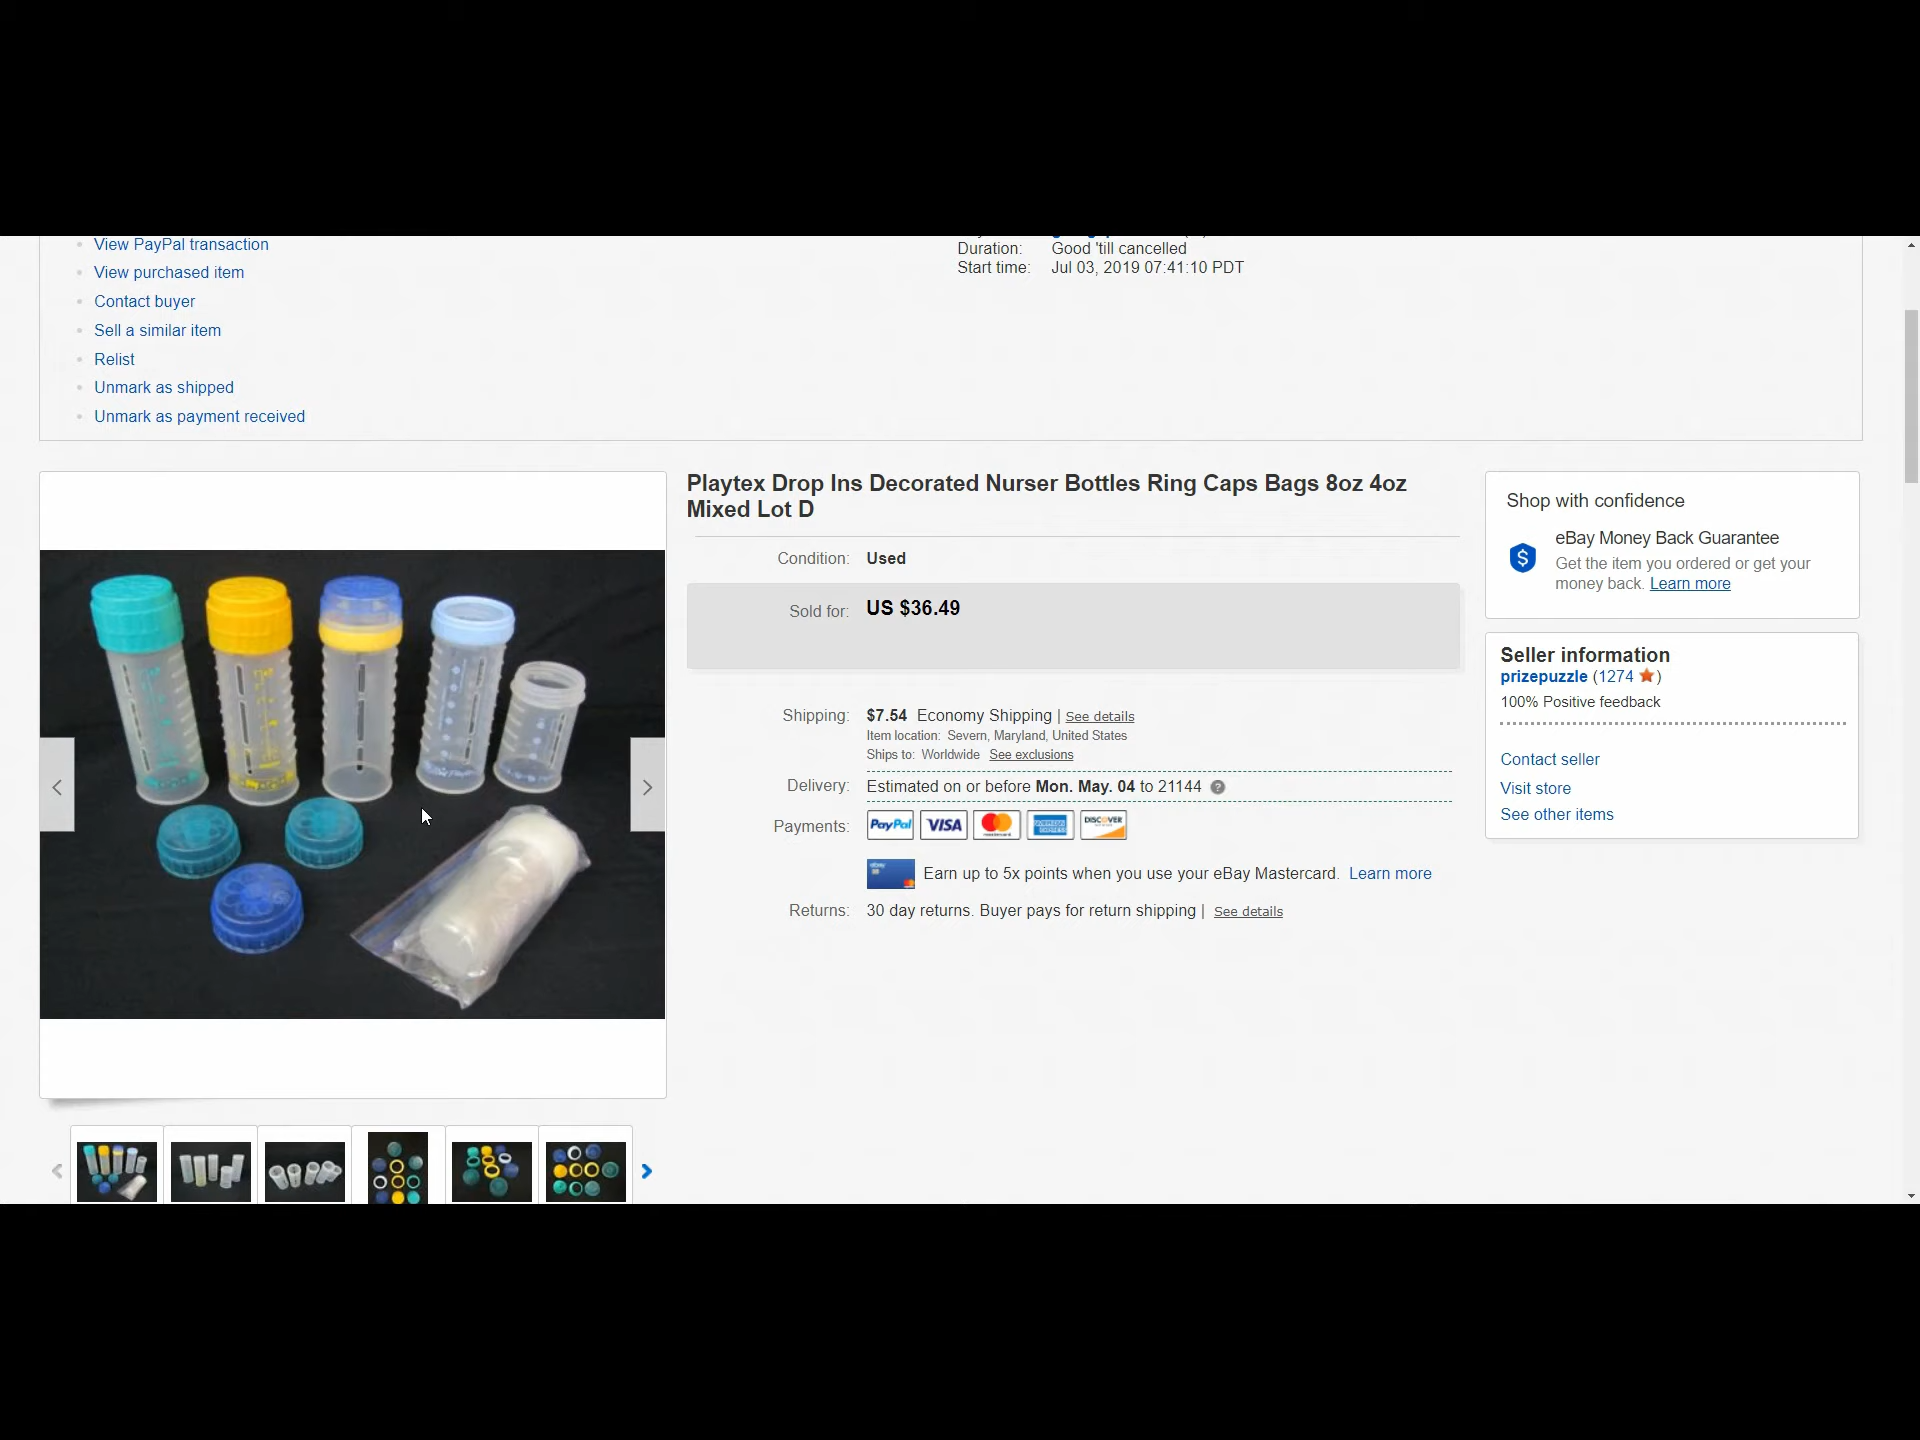 View PayPal transaction
View purchased item
Contact buyer
Sell a similar item
Relist
Unmark as shipped
Unmark as payment received
Duration: Good 'till cancelled
Start time: Jul 03, 2019 07:41:10 PDT
Playtex Drop Ins Decorated Nurser Bottles Ring Caps Bags 8oz 4oz
Mixed Lot D
Condition: Used
Sold for: US $36.49
Shipping: $7.54 Economy Shipping | See details
Item location: Severn, Maryland, United States
Ships to: Worldwide See exclusions
Delivery: Estimated on or before Mon. May. 04 to 21144
Payments: PayPal VISA mastercard AMERICAN EXPRESS DISCOVER
Earn up to 5x points when you use your eBay Mastercard. Learn more
Returns: 30 day returns. Buyer pays for return shipping | See details
Shop with confidence
eBay Money Back Guarantee
Get the item you ordered or get your
money back. Learn more
Seller information
prizepuzzle (1274)
100% Positive feedback
Contact seller
Visit store
See other items